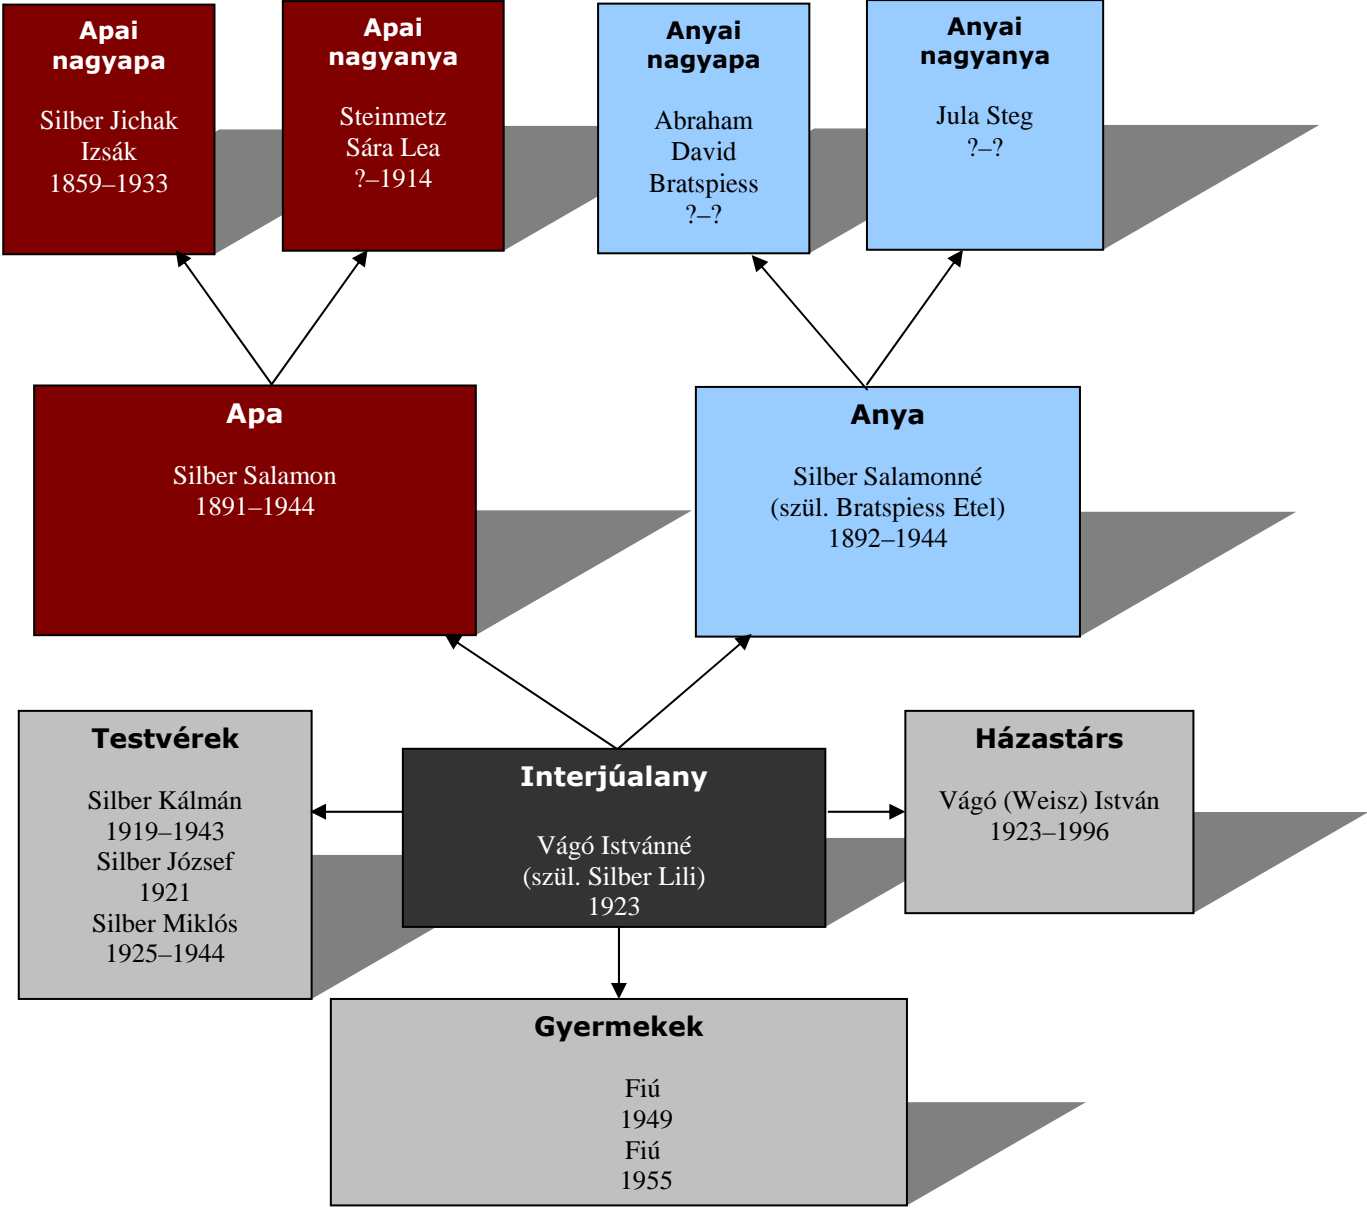 Apai
nagyapa
Silber Jichak
Izsák
1859–1933
Apai
nagyanya
Steinmetz
Sára Lea
?–1914
Anyai
nagyapa
Abraham
David
Bratspiess
?–?
Anyai
nagyanya
Jula Steg
?–?
Apa
Silber Salamon
1891–1944
Anya
Silber Salamonné
(szül. Bratspiess Etel)
1892–1944
Testvérek
Silber Kálmán
1919–1943
Silber József
1921
Silber Miklós
1925–1944
Interjúalany
Vágó Istvánné
(szül. Silber Lili)
1923
Házastárs
Vágó (Weisz) István
1923–1996
Gyermekek
Fiú
1949
Fiú
1955